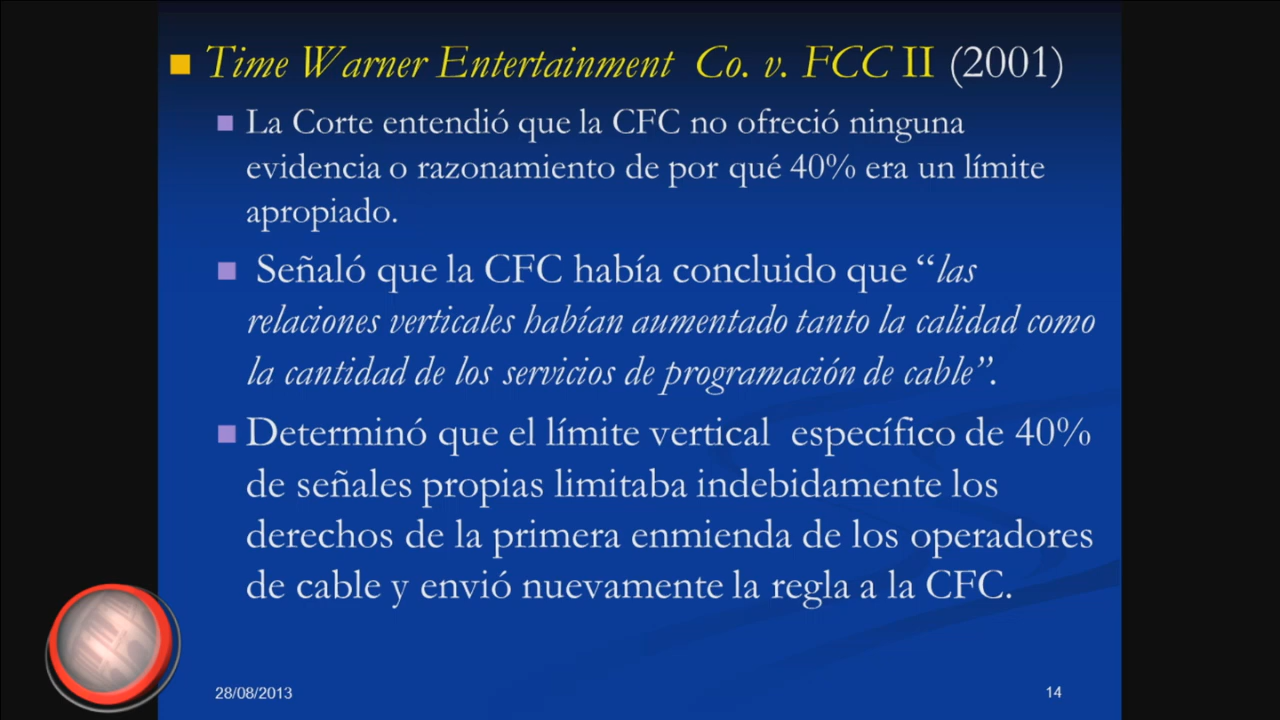 Time Warner Entertainment Co. v. FCC II (2001)
La Corte entendió que la CFC no ofreció ninguna
evidencia o razonamiento de por qué 40% era un límite
apropiado.
Señaló que la CFC había concluido que “las
relaciones verticales habían aumentado tanto la calidad como
la cantidad de los servicios de programación de cable”.
Determinó que el límite vertical específico de 40%
de señales propias limitaba indebidamente los
derechos de la primera enmienda de los operadores
de cable y envió nuevamente la regla a la CFC.
28/08/2013
14